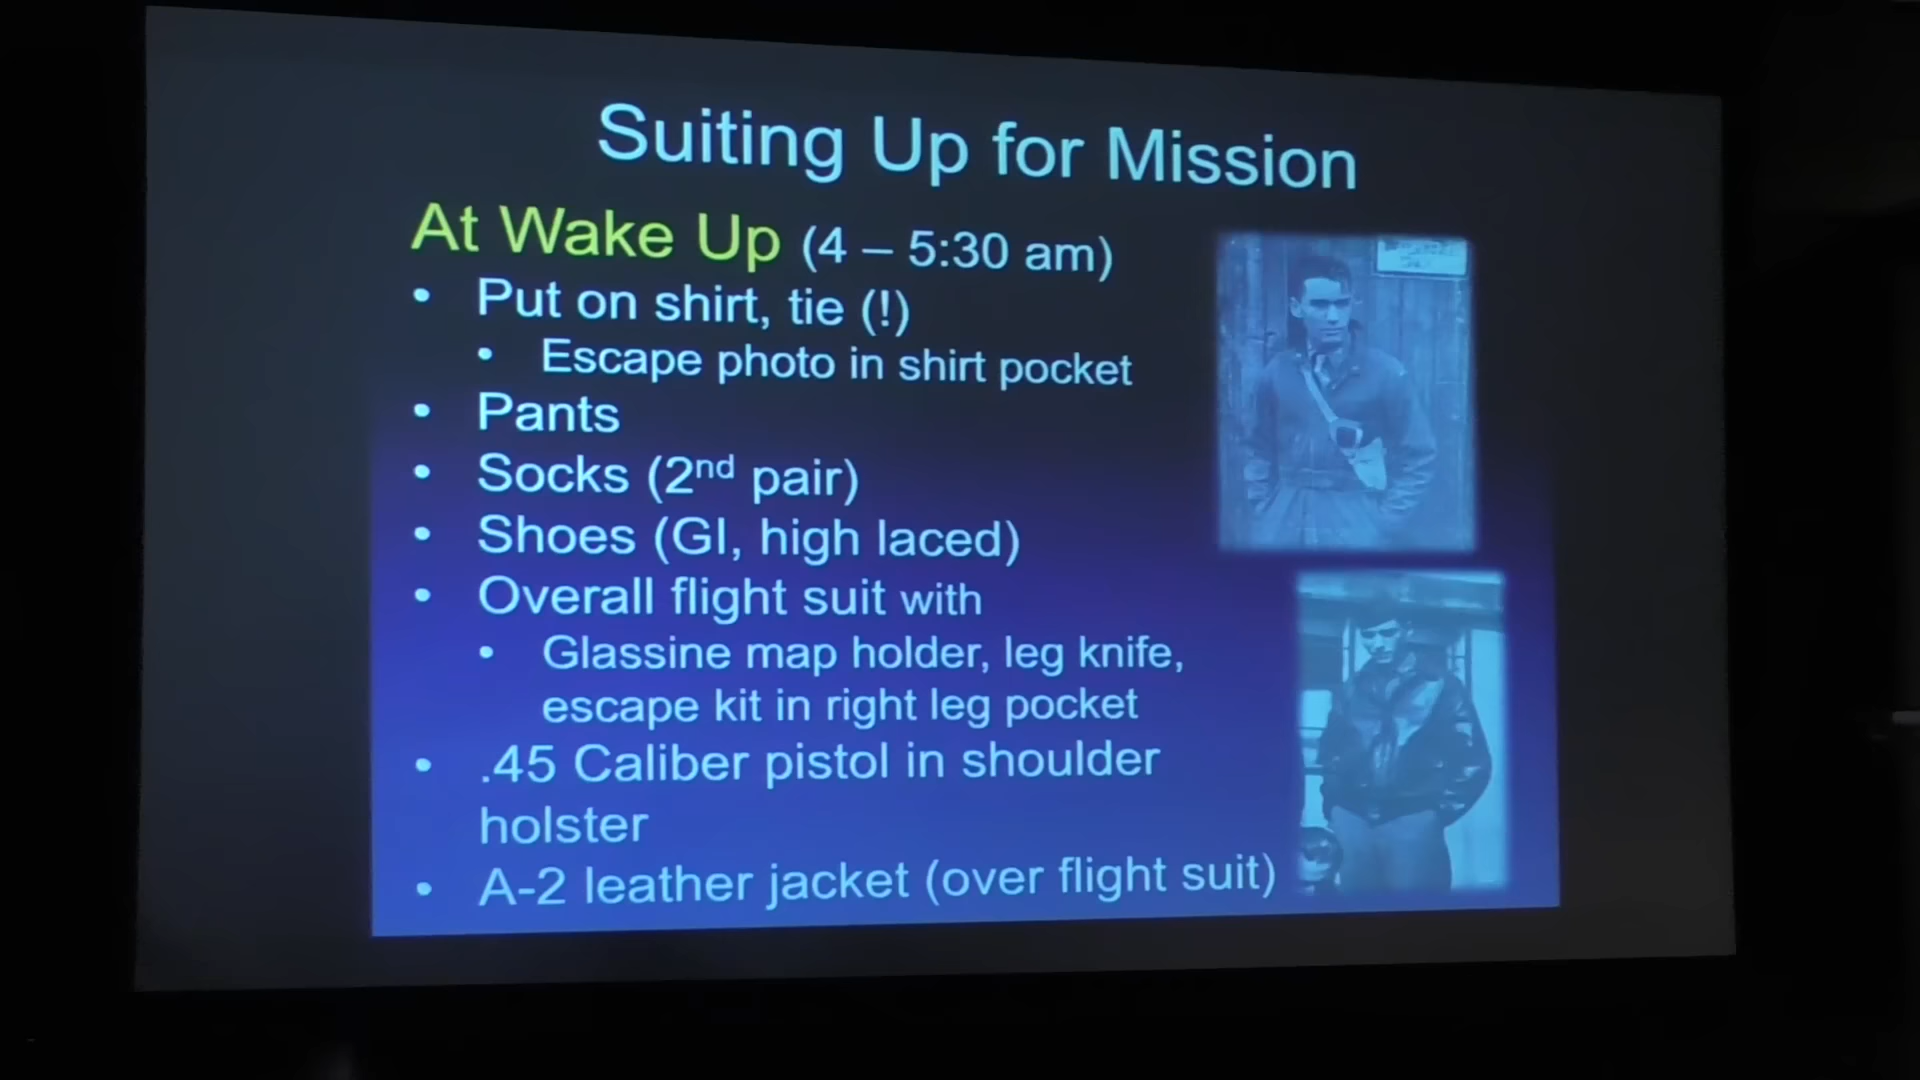 Suiting Up for Mission
At Wake Up (4 – 5:30 am)
• Put on shirt, tie (!)
• Escape photo in shirt pocket
• Pants
• Socks (2nd pair)
• Shoes (GI, high laced)
• Overall flight suit with
• Glassine map holder, leg knife,
escape kit in right leg pocket
• .45 Caliber pistol in shoulder
holster
• A-2 leather jacket (over flight suit)